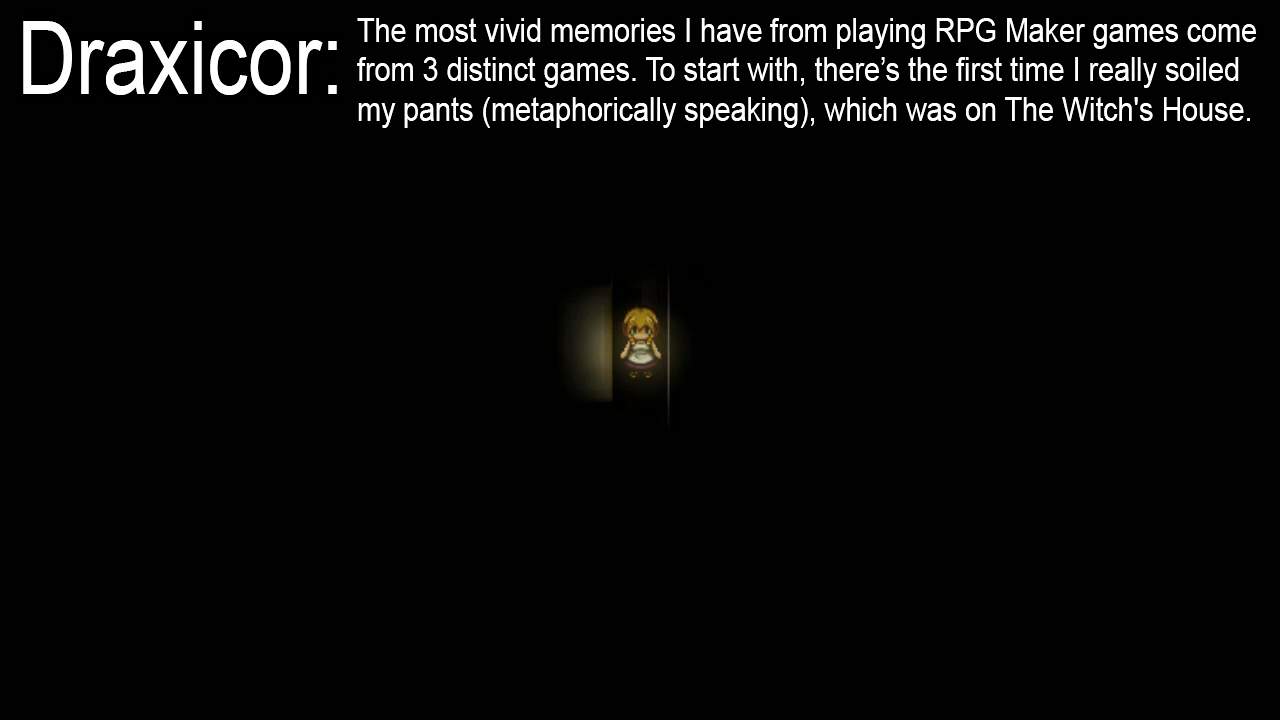 Draxicor:
The most vivid memories I have from playing RPG Maker games come
from 3 distinct games. To start with, there’s the first time I really soiled
my pants (metaphorically speaking), which was on The Witch's House.